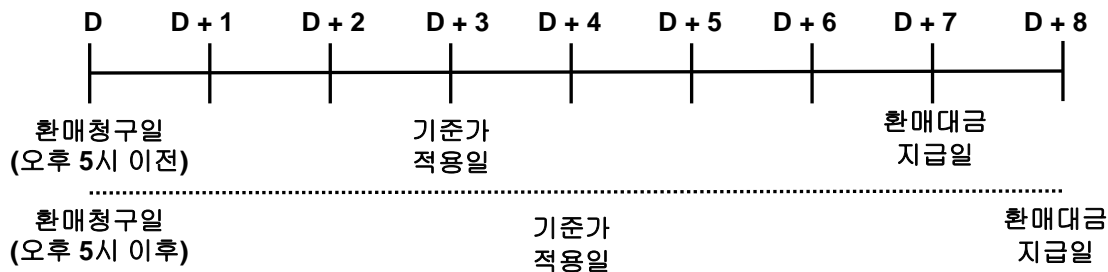 D D + 1 D + 2 D + 3 D + 4 D + 5 D + 6 D + 7 D + 8
환매청구일
(오후 5시 이전)
기준가
적용일
환매대금
지급일
환매청구일
(오후 5시 이후)
기준가
적용일
환매대금
지급일